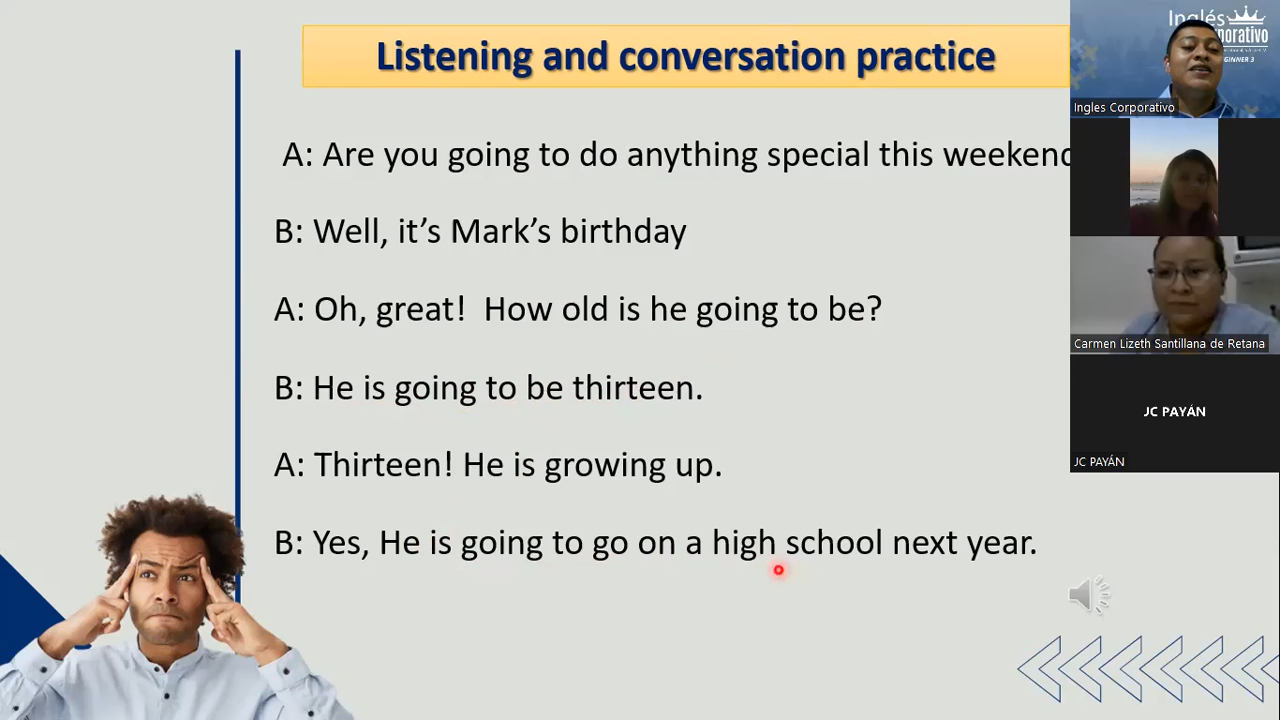 Listening and conversation practice
A: Are you going to do anything special this weekend
B: Well, it’s Mark’s birthday
A: Oh, great!  How old is he going to be?
B: He is going to be thirteen.
A: Thirteen! He is growing up.
B: Yes, He is going to go on a high school next year.
Inglés
Ingles Corporativo
Carmen Lizeth Santillana de Retana
JC PAYÁN
JC PAYÁN